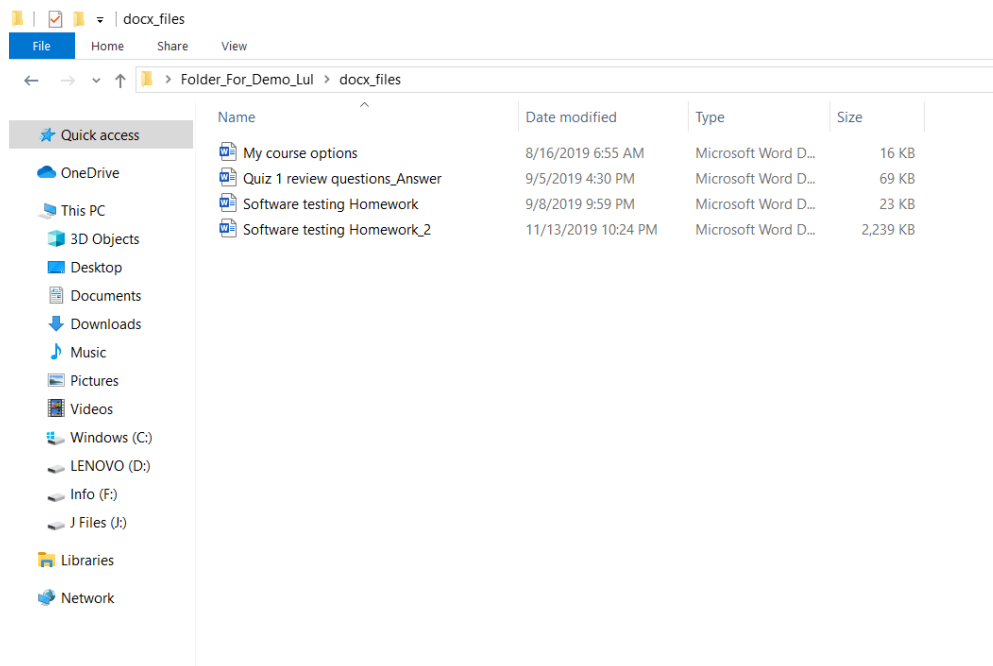 docx_files
File Home Share View
Folder_For_Demo_Lul > docx_files
Name Date modified Type Size
Quick access
OneDrive
This PC
3D Objects
Desktop
Documents
Downloads
Music
Pictures
Videos
Windows (C:)
LENOVO (D:)
Info (F:)
J Files (J:)
Libraries
Network
My course options 8/16/2019 6:55 AM Microsoft Word D... 16 KB
Quiz 1 review questions_Answer 9/5/2019 4:30 PM Microsoft Word D... 69 KB
Software testing Homework 9/8/2019 9:59 PM Microsoft Word D... 23 KB
Software testing Homework_2 11/13/2019 10:24 PM Microsoft Word D... 2,239 KB